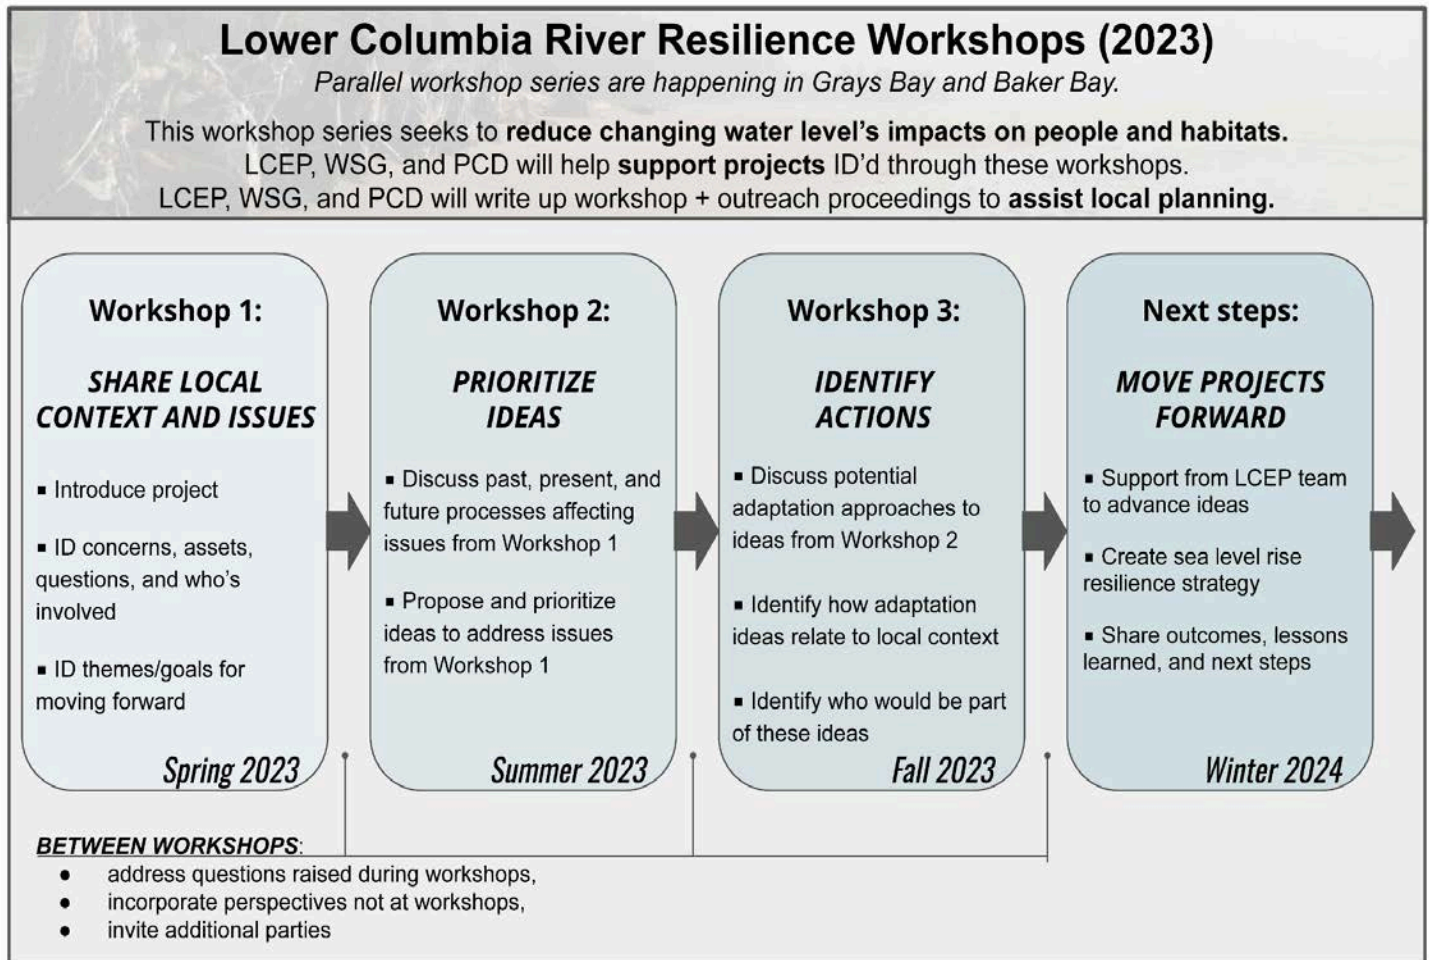 Lower Columbia River Resilience Workshops (2023)
Parallel workshop series are happening in Grays Bay and Baker Bay.
This workshop series seeks to reduce changing water level's impacts on people and habitats.
LCEP, WSG, and PCD will help support projects ID'd through these workshops.
LCEP, WSG, and PCD will write up workshop + outreach proceedings to assist local planning.
Workshop 1:
SHARE LOCAL
CONTEXT AND ISSUES
▪ Introduce project
▪ ID concerns, assets,
questions, and who's
involved
▪ ID themes/goals for
moving forward
Spring 2023
Workshop 2:
PRIORITIZE
IDEAS
▪ Discuss past, present, and
future processes affecting
issues from Workshop 1
▪ Propose and prioritize
ideas to address issues
from Workshop 1
Summer 2023
Workshop 3:
IDENTIFY
ACTIONS
▪ Discuss potential
adaptation approaches to
ideas from Workshop 2
▪ Identify how adaptation
ideas relate to local context
▪ Identify who would be part
of these ideas
Fall 2023
Next steps:
MOVE PROJECTS
FORWARD
▪ Support from LCEP team
to advance ideas
▪ Create sea level rise
resilience strategy
▪ Share outcomes, lessons
learned, and next steps
Winter 2024
BETWEEN WORKSHOPS:
● address questions raised during workshops,
● incorporate perspectives not at workshops,
● invite additional parties